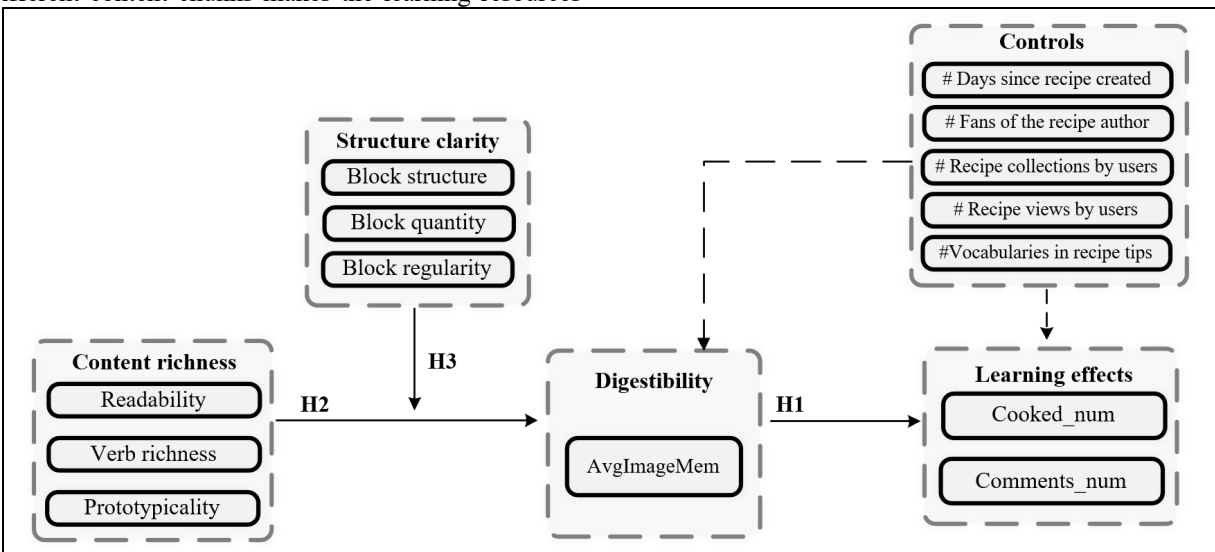 Controls
# Days since recipe created
# Fans of the recipe author
# Recipe collections by users
# Recipe views by users
#Vocabularies in recipe tips
Structure clarity
Block structure
Block quantity
Block regularity
H3
Content richness
Readability
Verb richness
Prototypicality
H2
Digestibility
AvgImageMem
H1
Learning effects
Cooked_num
Comments_num